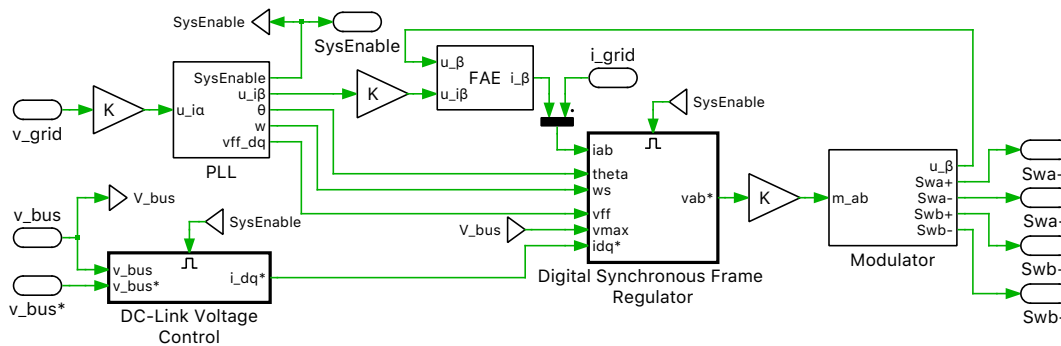 SysEnable
SysEnable
v_grid
K
u_iα
SysEnable
u_iβ
θ
w
vff_dq
PLL
K
u_β
u_iβ
FAE
i_β
i_grid
SysEnable
iab
theta
ws
vff
vmax
idq*
vab*
Digital Synchronous Frame
Regulator
K
m_ab
u_β
Swa+
Swa-
Swb+
Swb-
Modulator
Swa-
Swa-
Swb-
Swb-
v_bus
V_bus
SysEnable
V_bus
v_bus*
v_bus
v_bus*
i_dq*
DC-Link Voltage
Control